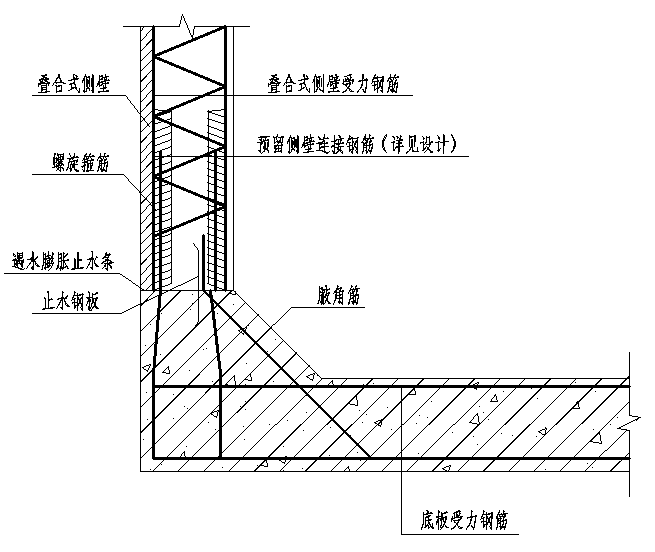 叠合式侧壁
叠合式侧壁受力钢筋
预留侧壁连接钢筋（详见设计）
螺旋箍筋
遇水膨胀止水条
止水钢板
腋角筋
底板受力钢筋